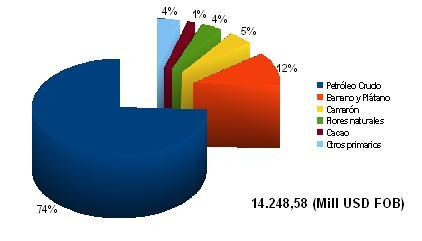 4%
1%
4%
5%
12%
74%
Petróleo Crudo
Banano y Plátano
Camarón
Flores naturales
Cacao
Otros primarios
14.248,58 (Mill USD FOB)